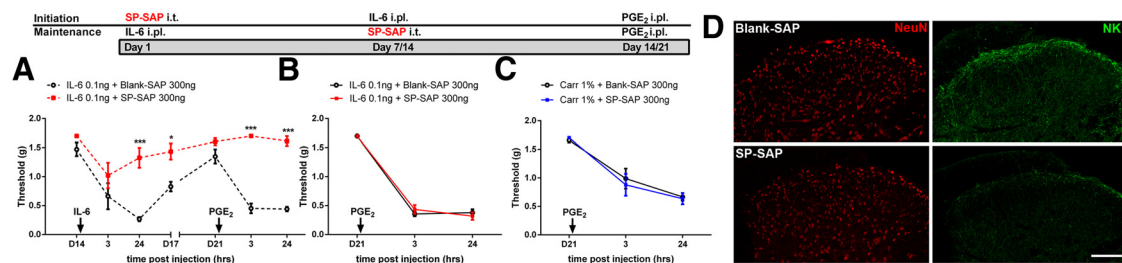 Initiation SP-SAP i.t. IL-6 i.pl. PGE2 i.pl.
Maintenance IL-6 i.pl. SP-SAP i.t. PGE2 i.pl.
Day 1 Day 7/14 Day 14/21
A
IL-6 0.1ng + Blank-SAP 300ng
IL-6 0.1ng + SP-SAP 300ng
Threshold (g)
2.0
1.5
1.0
0.5
0.0
*** * *** ***
IL-6 PGE2
D14 3 24 D17 D21 3 24
time post injection (hrs)
B
IL-6 0.1ng + Blank-SAP 300ng
IL-6 0.1ng + SP-SAP 300ng
Threshold (g)
2.0
1.5
1.0
0.5
0.0
PGE2
D21 3 24
time post injection (hrs)
C
Carr 1% + Bank-SAP 300ng
Carr 1% + SP-SAP 300ng
Threshold (g)
2.0
1.5
1.0
0.5
0.0
PGE2
D21 3 24
time post injection (hrs)
D
Blank-SAP NeuN NK
SP-SAP